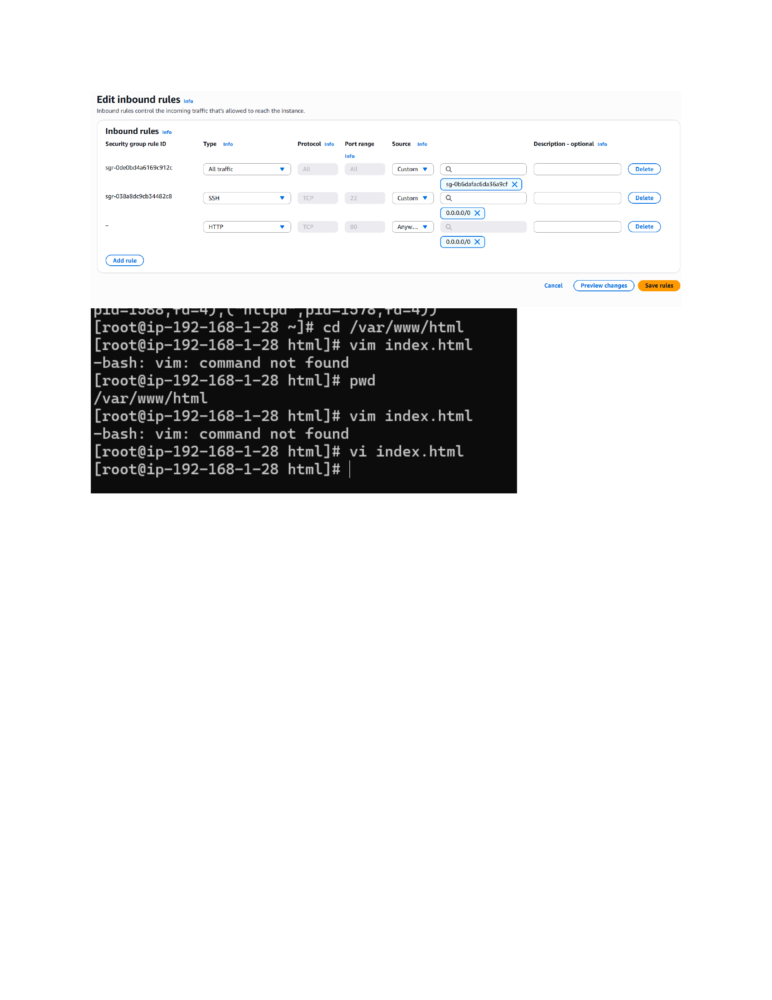 Edit inbound rules Info
Inbound rules control the incoming traffic that's allowed to reach the instance.
Inbound rules Info
Security group rule ID Type Info Protocol Info Port range Info Source Info Description - optional Info
sgr-0de0bd4a6169c912c All traffic All All Custom Delete
sg-0b6dafac6da36a9cf
sgr-038a8dc9cb34482c8 SSH TCP 22 Custom Delete
0.0.0.0/0
– HTTP TCP 80 Anyw... Delete
0.0.0.0/0
Add rule
Cancel Preview changes Save rules
pid=1588,fd=4),("httpd",pid=1578,fd=4))
[root@ip-192-168-1-28 ~]# cd /var/www/html
[root@ip-192-168-1-28 html]# vim index.html
-bash: vim: command not found
[root@ip-192-168-1-28 html]# pwd
/var/www/html
[root@ip-192-168-1-28 html]# vim index.html
-bash: vim: command not found
[root@ip-192-168-1-28 html]# vi index.html
[root@ip-192-168-1-28 html]#